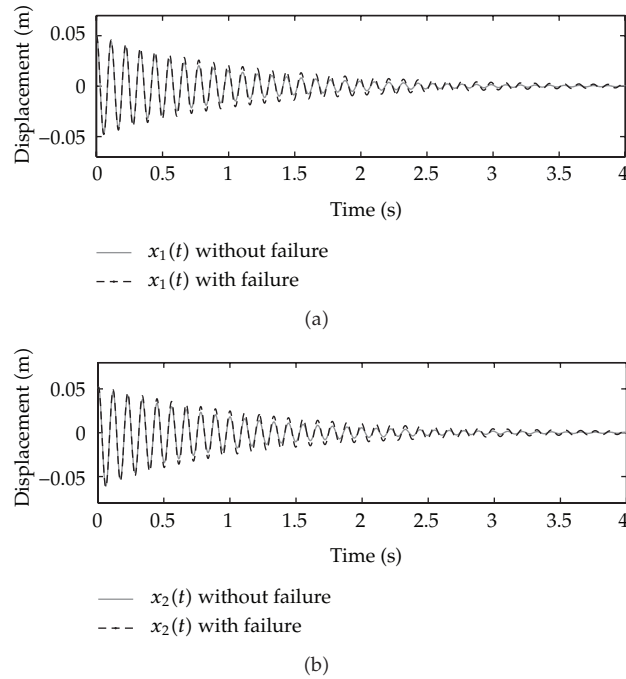 0.05
0
−0.05
Displacement (m)
0 0.5 1 1.5 2 2.5 3 3.5 4
Time (s)
x1(t) without failure
x1(t) with failure
(a)
0.05
0
−0.05
Displacement (m)
0 0.5 1 1.5 2 2.5 3 3.5 4
Time (s)
x2(t) without failure
x2(t) with failure
(b)